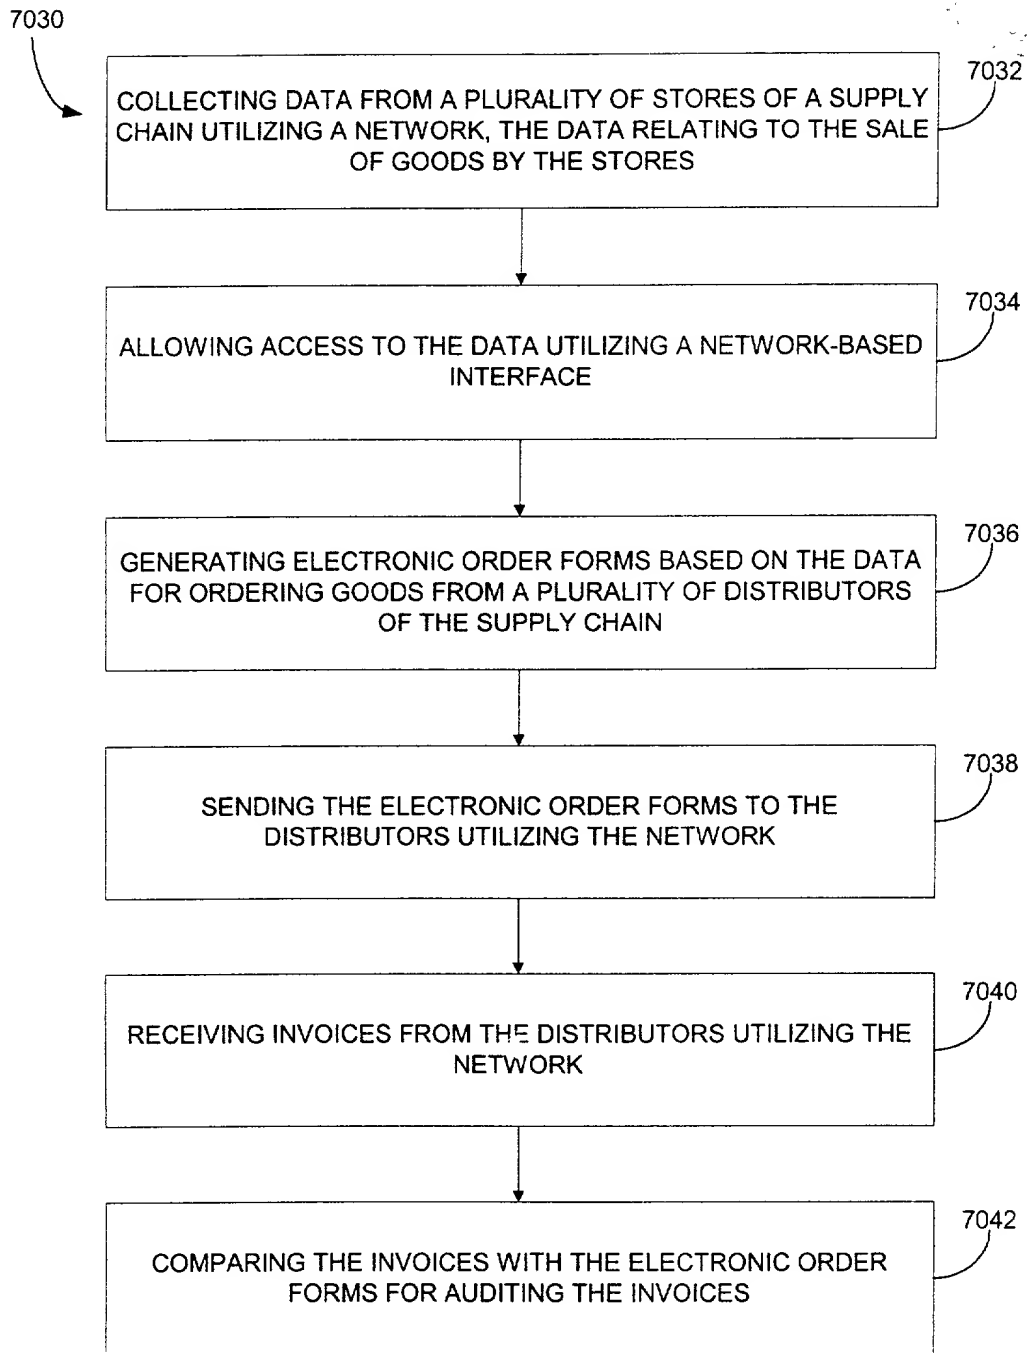 7030
7032
COLLECTING DATA FROM A PLURALITY OF STORES OF A SUPPLY
CHAIN UTILIZING A NETWORK, THE DATA RELATING TO THE SALE
OF GOODS BY THE STORES
7034
ALLOWING ACCESS TO THE DATA UTILIZING A NETWORK-BASED
INTERFACE
7036
GENERATING ELECTRONIC ORDER FORMS BASED ON THE DATA
FOR ORDERING GOODS FROM A PLURALITY OF DISTRIBUTORS
OF THE SUPPLY CHAIN
7038
SENDING THE ELECTRONIC ORDER FORMS TO THE
DISTRIBUTORS UTILIZING THE NETWORK
7040
RECEIVING INVOICES FROM THE DISTRIBUTORS UTILIZING THE
NETWORK
7042
COMPARING THE INVOICES WITH THE ELECTRONIC ORDER
FORMS FOR AUDITING THE INVOICES